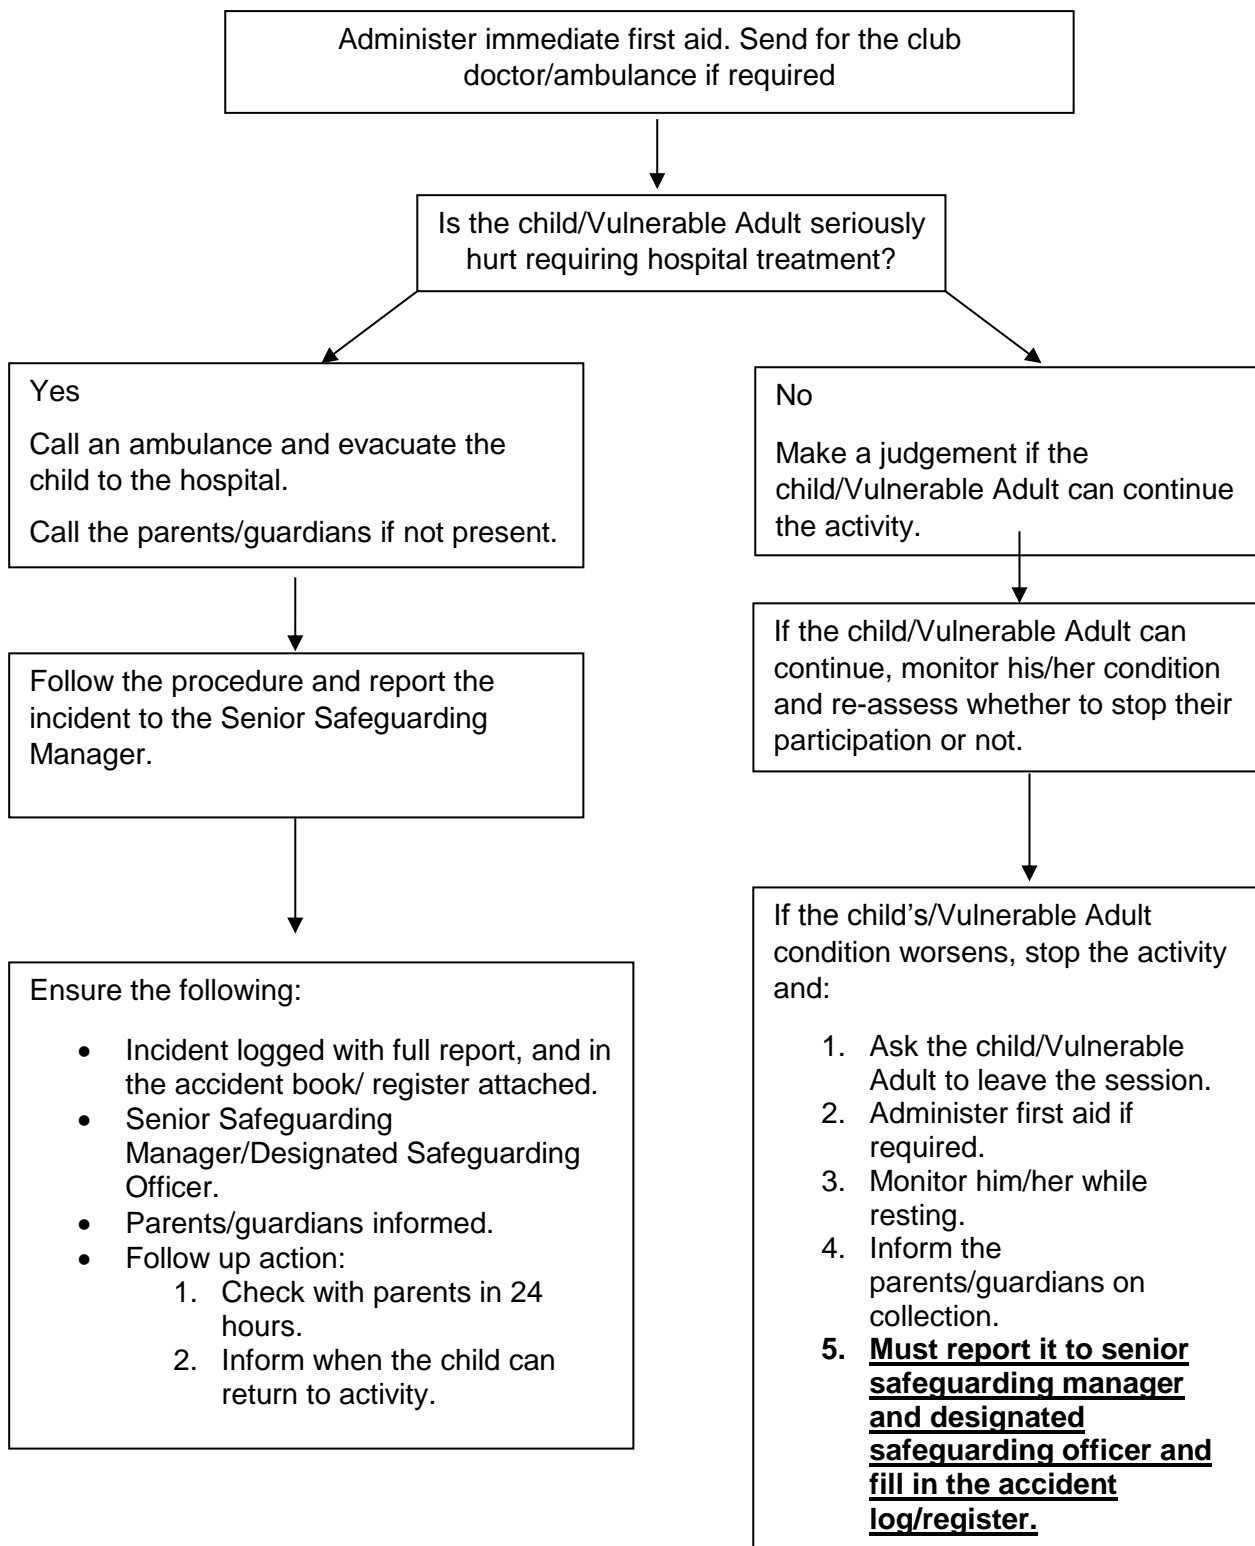 Administer immediate first aid. Send for the club
doctor/ambulance if required
Is the child/Vulnerable Adult seriously
hurt requiring hospital treatment?
Yes
Call an ambulance and evacuate the
child to the hospital.
Call the parents/guardians if not present.
Follow the procedure and report the
incident to the Senior Safeguarding
Manager.
Ensure the following:
• Incident logged with full report, and in
the accident book/ register attached.
• Senior Safeguarding
Manager/Designated Safeguarding
Officer.
• Parents/guardians informed.
• Follow up action:
1. Check with parents in 24
hours.
2. Inform when the child can
return to activity.
No
Make a judgement if the
child/Vulnerable Adult can continue
the activity.
If the child/Vulnerable Adult can
continue, monitor his/her condition
and re-assess whether to stop their
participation or not.
If the child’s/Vulnerable Adult
condition worsens, stop the activity
and:
1. Ask the child/Vulnerable
Adult to leave the session.
2. Administer first aid if
required.
3. Monitor him/her while
resting.
4. Inform the
parents/guardians on
collection.
5. Must report it to senior
safeguarding manager
and designated
safeguarding officer and
fill in the accident
log/register.